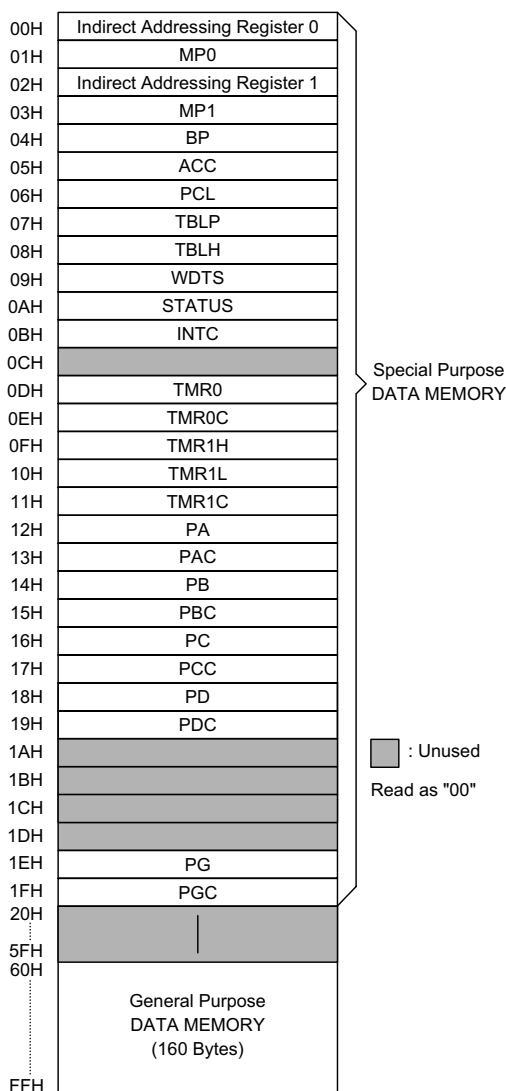 00H Indirect Addressing Register 0
01H MP0
02H Indirect Addressing Register 1
03H MP1
04H BP
05H ACC
06H PCL
07H TBLP
08H TBLH
09H WDTS
0AH STATUS
0BH INTC
0CH
0DH TMR0
0EH TMR0C
0FH TMR1H
10H TMR1L
11H TMR1C
12H PA
13H PAC
14H PB
15H PBC
16H PC
17H PCC
18H PD
19H PDC
1AH
1BH
1CH
1DH
1EH PG
1FH PGC
20H
5FH
60H
General Purpose
DATA MEMORY
(160 Bytes)
FFH
Special Purpose
DATA MEMORY
: Unused
Read as "00"